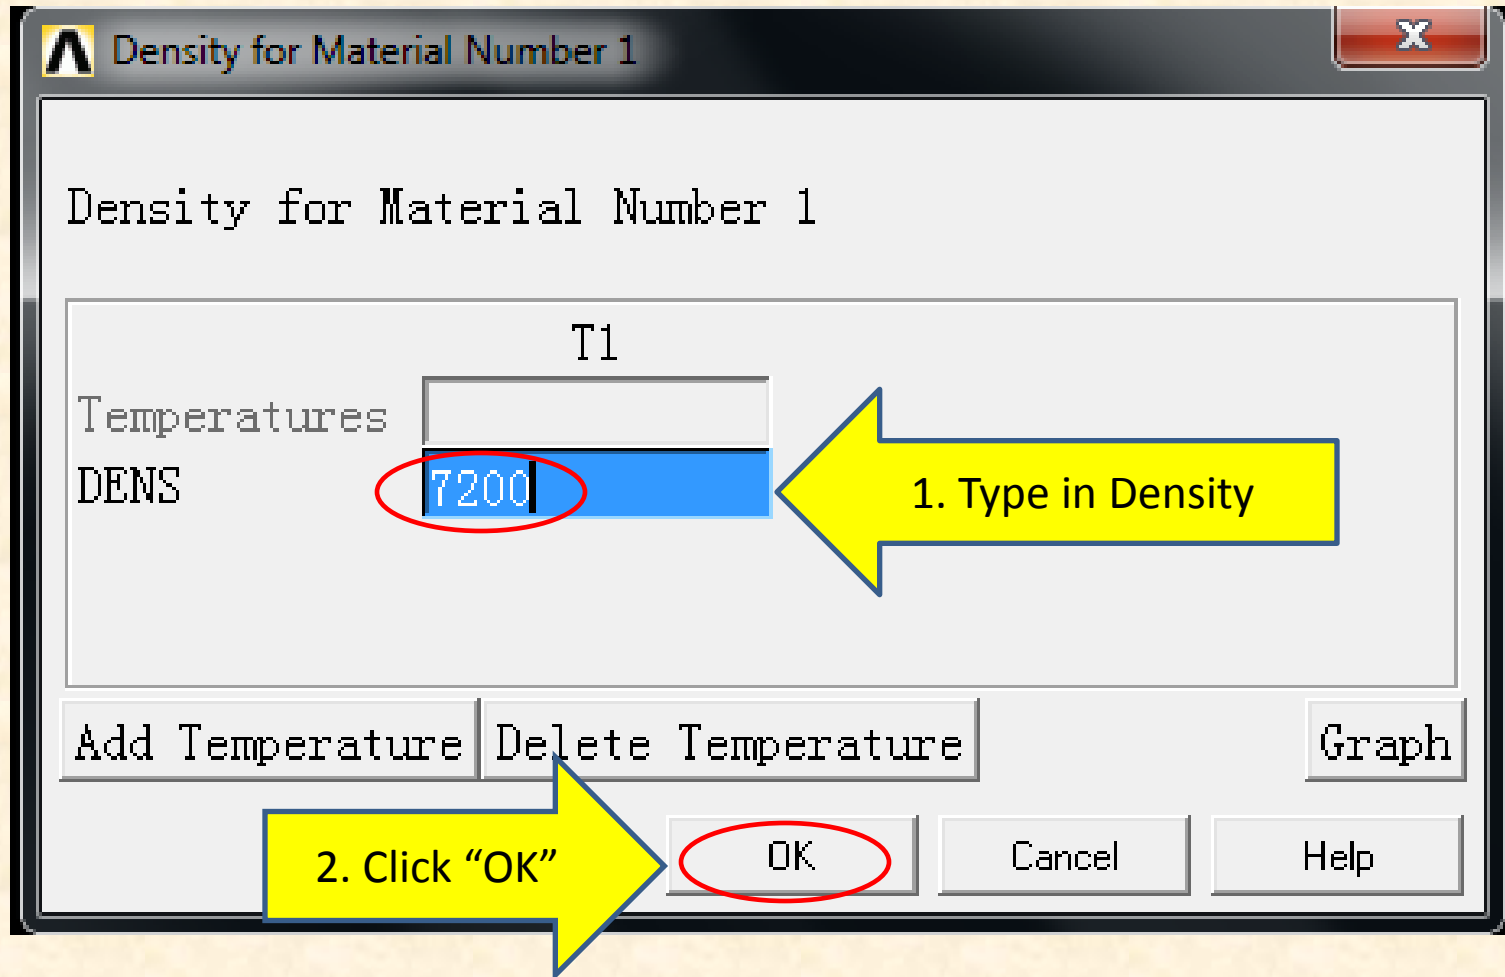 Density for Material Number 1
X
Density for Material Number 1
T1
Temperatures
DENS 7200
1. Type in Density
Add Temperature Delete Temperature Graph
2. Click “OK”
OK Cancel Help